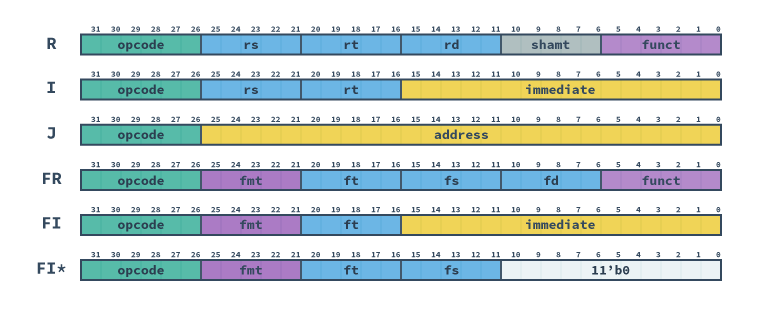 31 30 29 28 27 26 25 24 23 22 21 20 19 18 17 16 15 14 13 12 11 10 9 8 7 6 5 4 3 2 1 0
R opcode rs rt rd shamt funct
31 30 29 28 27 26 25 24 23 22 21 20 19 18 17 16 15 14 13 12 11 10 9 8 7 6 5 4 3 2 1 0
I opcode rs rt immediate
31 30 29 28 27 26 25 24 23 22 21 20 19 18 17 16 15 14 13 12 11 10 9 8 7 6 5 4 3 2 1 0
J opcode address
31 30 29 28 27 26 25 24 23 22 21 20 19 18 17 16 15 14 13 12 11 10 9 8 7 6 5 4 3 2 1 0
FR opcode fmt ft fs fd funct
31 30 29 28 27 26 25 24 23 22 21 20 19 18 17 16 15 14 13 12 11 10 9 8 7 6 5 4 3 2 1 0
FI opcode fmt ft immediate
31 30 29 28 27 26 25 24 23 22 21 20 19 18 17 16 15 14 13 12 11 10 9 8 7 6 5 4 3 2 1 0
FI* opcode fmt ft fs 11’b0